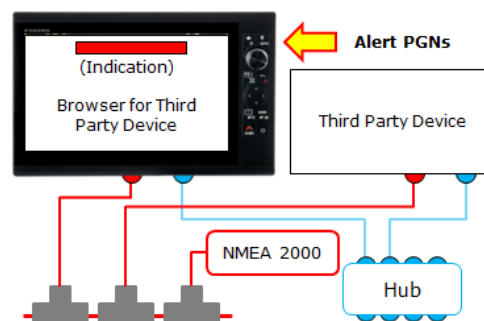 Alert PGNs
(Indication)
Browser for Third
Party Device
Third Party Device
NMEA 2000
Hub